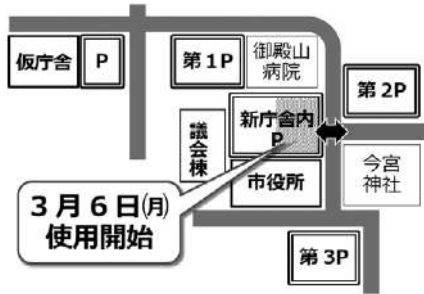 仮庁舎
P
第1P
御殿山
病院
第2P
新庁舎内
P
議会棟
市役所
今宮
神社
3月6日㈪
使用開始
第3P